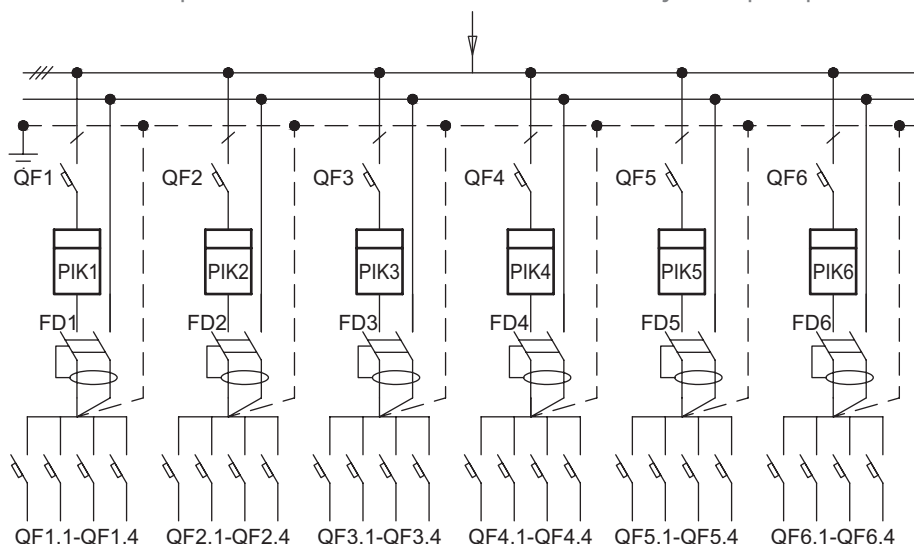 QF1 QF2 QF3 QF4 QF5 QF6
PIK1 PIK2 PIK3 PIK4 PIK5 PIK6
FD1 FD2 FD3 FD4 FD5 FD6
QF1.1-QF1.4 QF2.1-QF2.4 QF3.1-QF3.4 QF4.1-QF4.4 QF5.1-QF5.4 QF6.1-QF6.4